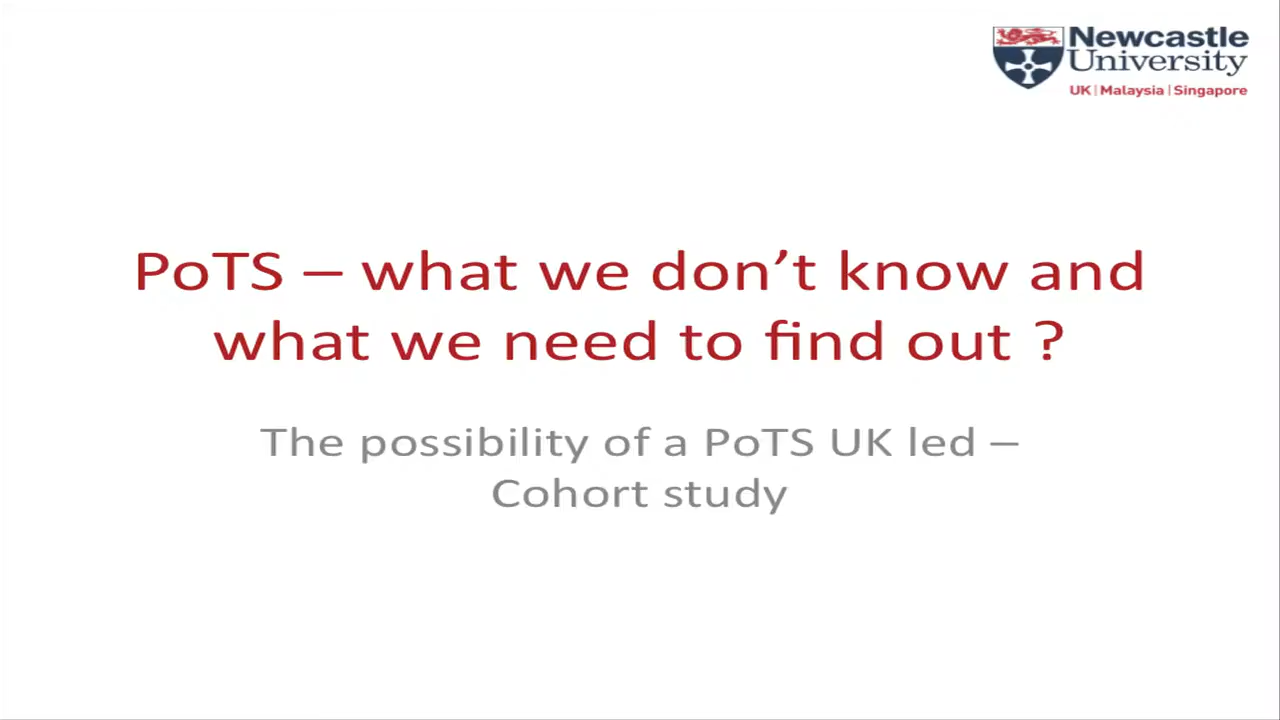 Newcastle
University
UK | Malaysia | Singapore
PoTS – what we don’t know and
what we need to find out ?
The possibility of a PoTS UK led –
Cohort study